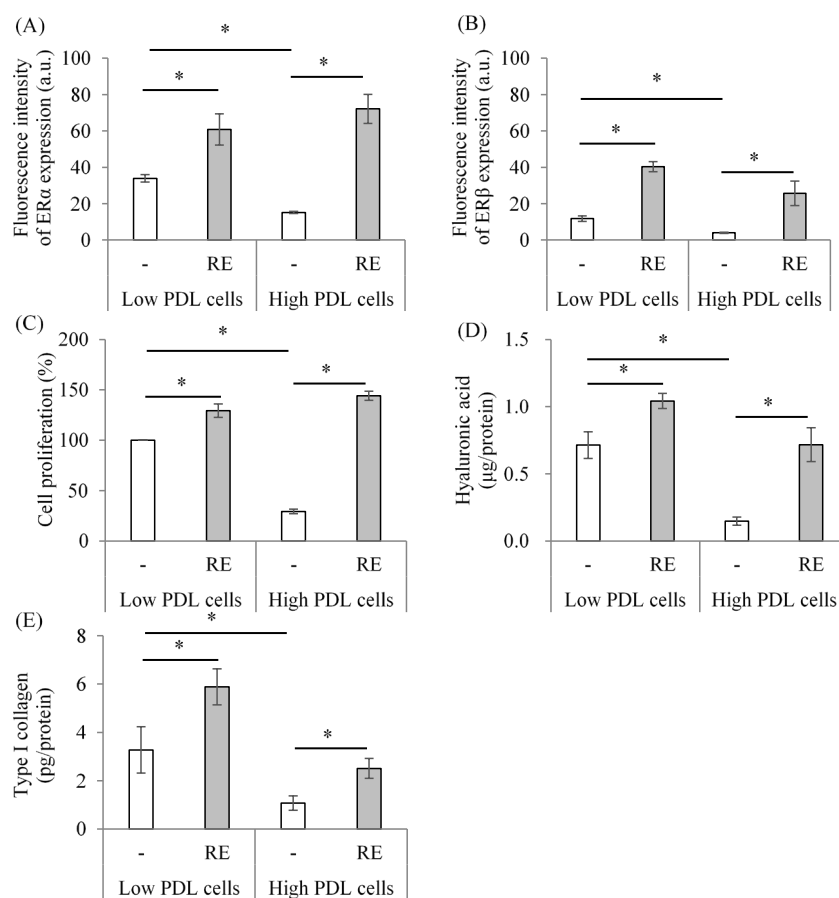 (A)
Fluorescence intensity
of ERα expression (a.u.)
100
80
60
40
20
0
*
*
*
- RE - RE
Low PDL cells High PDL cells
(B)
Fluorescence intensity
of ERβ expression (a.u.)
100
80
60
40
20
0
*
*
*
- RE - RE
Low PDL cells High PDL cells
(C)
Cell proliferation (%)
200
150
100
50
0
*
*
*
- RE - RE
Low PDL cells High PDL cells
(D)
Hyaluronic acid
(μg/protein)
1.5
1.0
0.5
0.0
*
*
*
- RE - RE
Low PDL cells High PDL cells
(E)
Type I collagen
(pg/protein)
8
6
4
2
0
*
*
*
- RE - RE
Low PDL cells High PDL cells